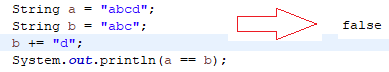 String a = "abcd";
String b = "abc";
false
b += "d";
System.out.println(a == b);